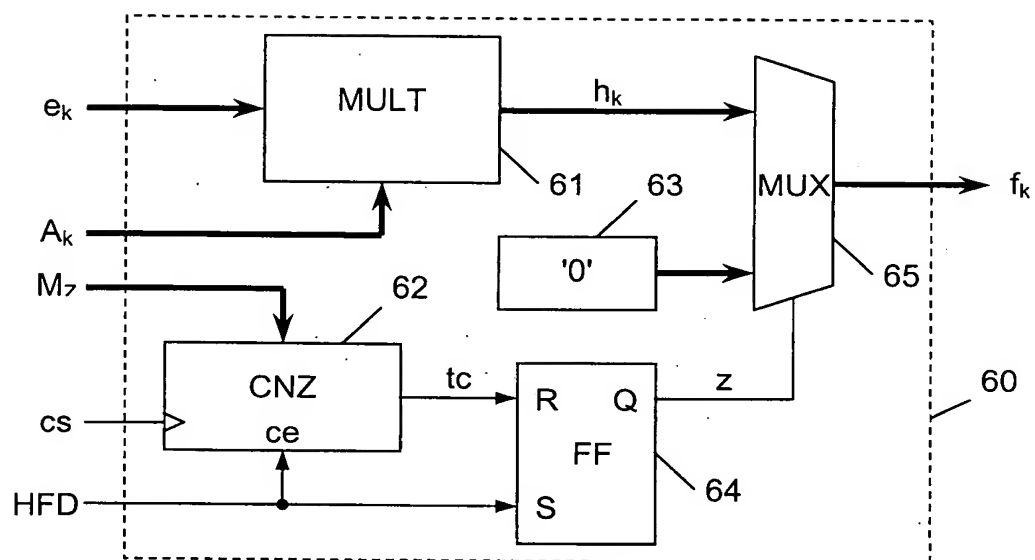 e_k
MULT
h_k
61
63
MUX
f_k
A_k
'0'
65
M_z
62
CNZ
ce
tc
R Q
FF
S
z
60
64
cs
HFD